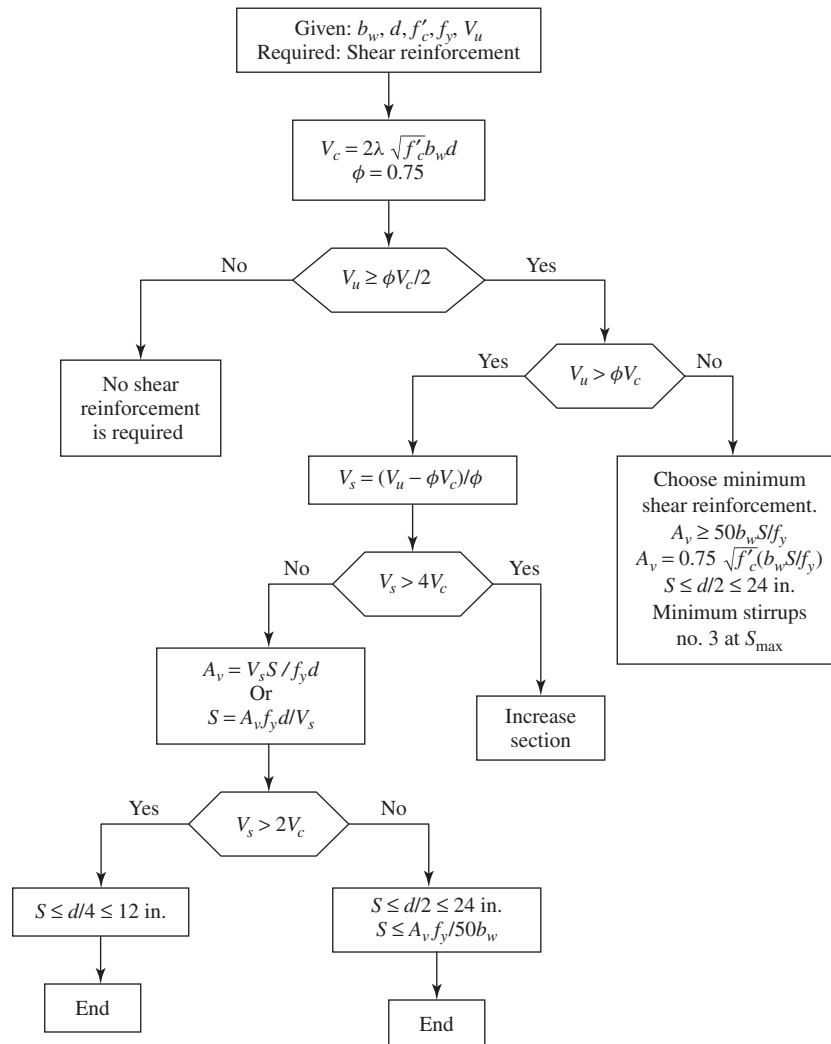 Given: b_w, d, f′_c, f_y, V_u
Required: Shear reinforcement
V_c = 2λ √f′_c b_w d
ϕ = 0.75
No
V_u ≥ ϕV_c/2
Yes
No shear
reinforcement
is required
Yes
V_u > ϕV_c
No
V_s = (V_u − ϕV_c)/ϕ
Choose minimum
shear reinforcement.
A_v ≥ 50b_wS/f_y
A_v = 0.75 √f′_c (b_wS/f_y)
S ≤ d/2 ≤ 24 in.
Minimum stirrups
no. 3 at S_max
No
V_s > 4V_c
Yes
A_v = V_sS / f_yd
Or
S = A_v f_y d/V_s
Increase
section
Yes
V_s > 2V_c
No
S ≤ d/4 ≤ 12 in.
S ≤ d/2 ≤ 24 in.
S ≤ A_v f_y/50b_w
End
End